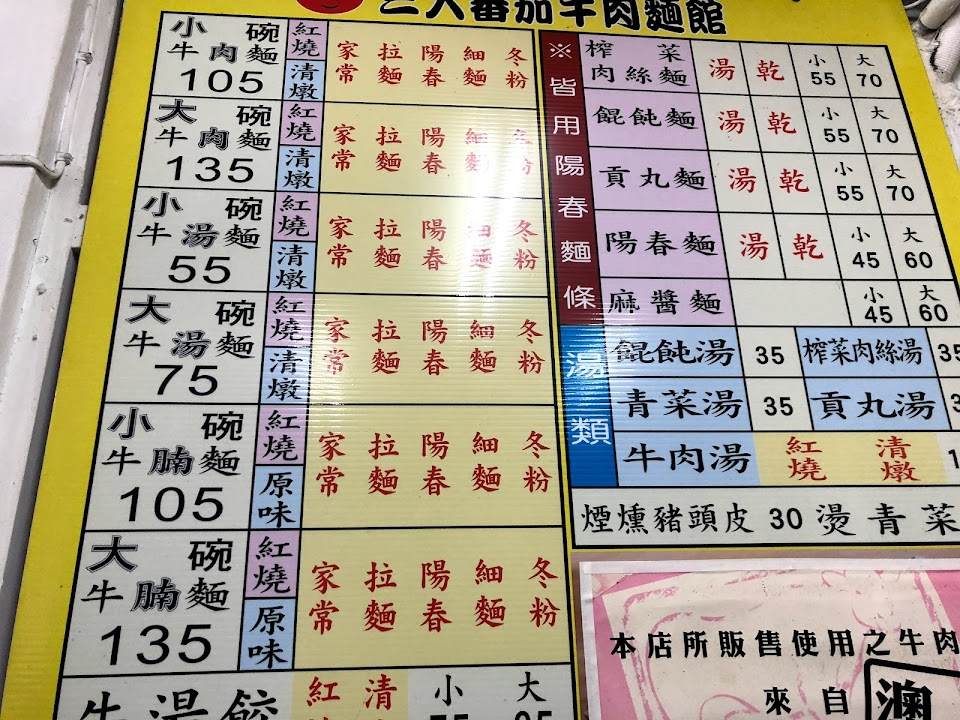 三大番茄牛肉麵館
小碗牛肉麵 105 紅燒 清燉 家常 拉麵 陽春 細麵 冬粉
大碗牛肉麵 135 紅燒 清燉 家常 拉麵 陽春 細麵 冬粉
小碗牛湯麵 55 紅燒 清燉 家常 拉麵 陽春 細麵 冬粉
大碗牛湯麵 75 紅燒 清燉 家常 拉麵 陽春 細麵 冬粉
小碗牛腩麵 105 紅燒 原味 家常 拉麵 陽春 細麵 冬粉
大碗牛腩麵 135 紅燒 原味 家常 拉麵 陽春 細麵 冬粉
牛湯餃 紅 清 小 大
※皆用陽春麵條
榨菜肉絲麵 湯 乾 小55 大70
餛飩麵 湯 乾 小55 大70
貢丸麵 湯 乾 小55 大70
陽春麵 湯 乾 小45 大60
麻醬麵 小45 大60
湯類
餛飩湯 35 榨菜肉絲湯 35
青菜湯 35 貢丸湯
牛肉湯 紅燒 清燉
煙燻豬頭皮 30 燙青菜
本店所販售使用之牛肉
來自